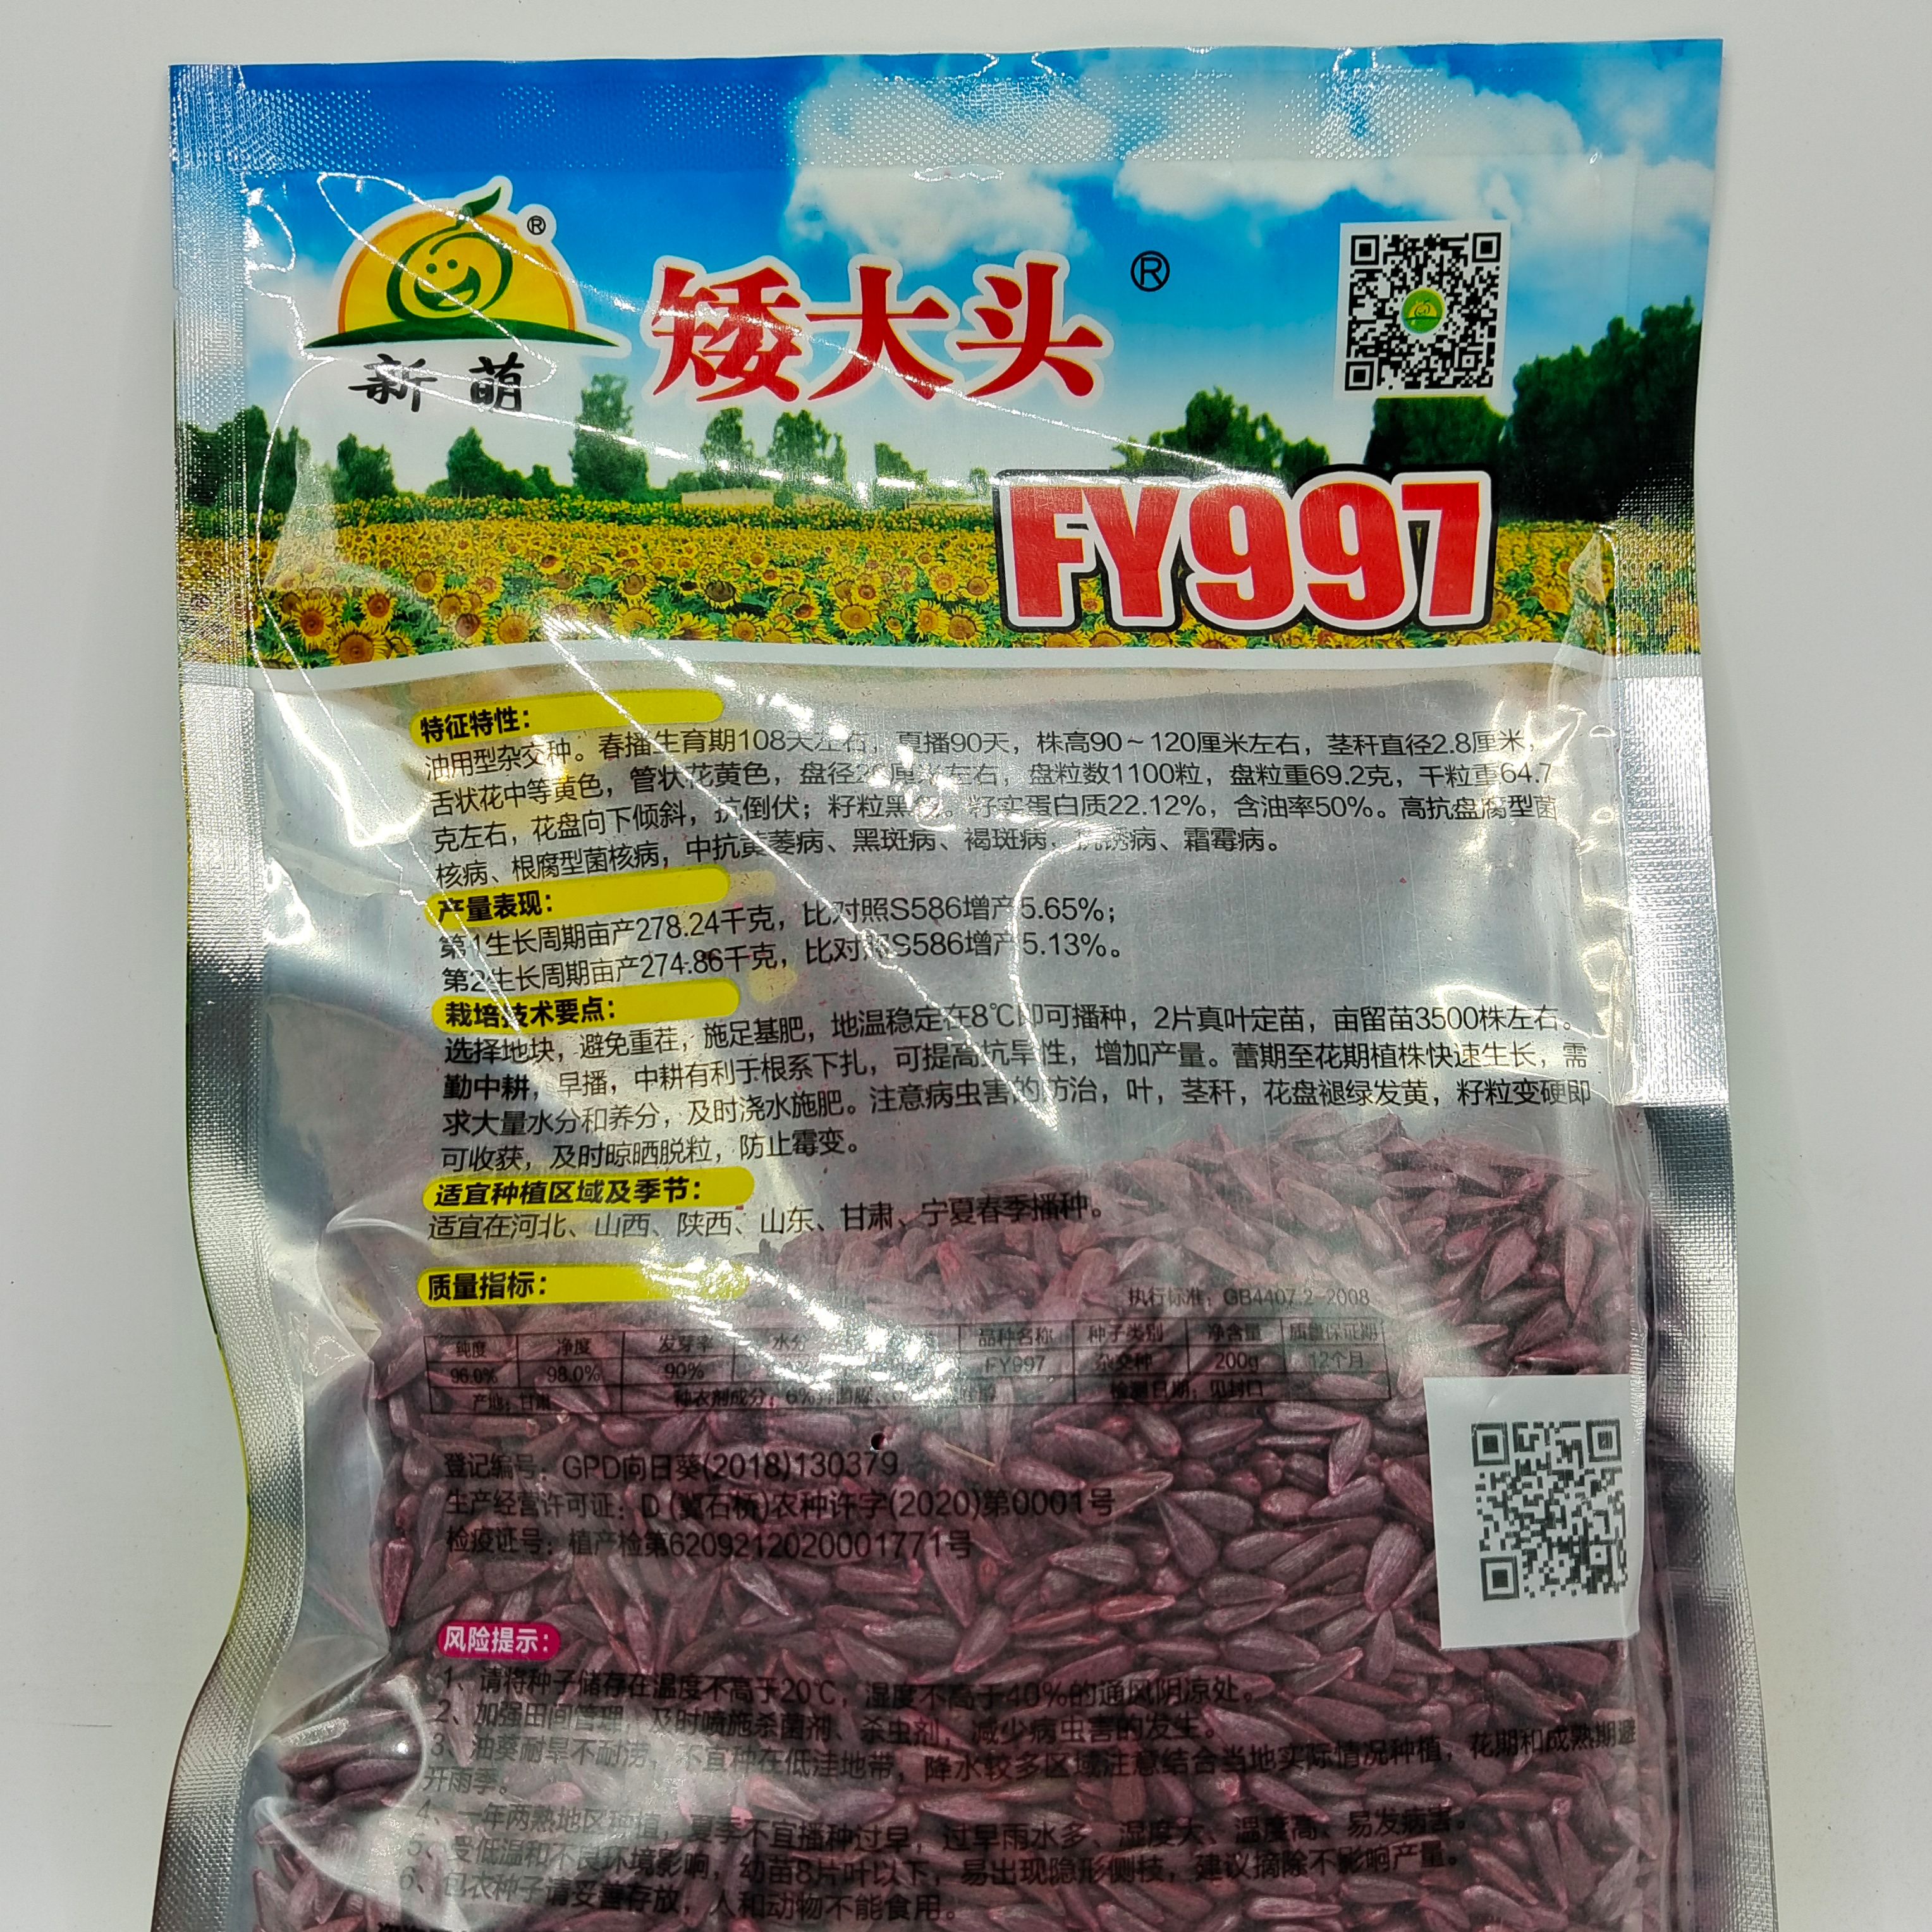 ®
矮大头®
新萌
FY997
特征特性：
油用型杂交种。春播生育期108天左右，夏播90天，株高90~120厘米左右，茎秆直径2.8厘米，
舌状花中等黄色，管状花黄色，盘径2 厘米左右，盘粒数1100粒，盘粒重69.2克，千粒重64.7
克左右，花盘向下倾斜，抗倒伏；籽粒黑 。籽实蛋白质22.12%，含油率50%。高抗盘腐型菌
核病、根腐型菌核病，中抗黄萎病、黑斑病、褐斑病、抗锈病、霜霉病。
产量表现：
第1生长周期亩产278.24千克，比对照S586增产5.65%；
第2生长周期亩产274.86千克，比对照S586增产5.13%。
栽培技术要点：
选择地块，避免重茬，施足基肥，地温稳定在8℃即可播种，2片真叶定苗，亩留苗3500株左右。
勤中耕，早播，中耕有利于根系下扎，可提高抗旱性，增加产量。蕾期至花期植株快速生长，需
求大量水分和养分，及时浇水施肥。注意病虫害的防治，叶，茎秆，花盘褪绿发黄，籽粒变硬即
可收获，及时晾晒脱粒，防止霉变。
适宜种植区域及季节：
适宜在河北、山西、陕西、山东、甘肃、宁夏春季播种。
质量指标：
执行标准：GB4407.2-2008
纯度 净度 发芽率 水分 品种名称 种子类别 净含量 质量保证期
96.0% 98.0% 90% FY997 杂交种 200g 12个月
产地：甘肃 种衣剂成分：6% 检测日期：见封口
登记编号：GPD向日葵(2018)130379
生产经营许可证：D (冀石桥)农种许字(2020)第0001号
检疫证号：植产检第6209212020001771号
风险提示：
1、请将种子储存在温度不高于20℃，湿度不高于40%的通风阴凉处。
2、加强田间管理，及时喷施杀菌剂、杀虫剂，减少病虫害的发生。
3、油葵耐旱不耐涝，不宜种在低洼地带，降水较多区域注意结合当地实际情况种植，花期和成熟期避
开雨季。
4、一年两熟地区种植，夏季不宜播种过早，过早雨水多、湿度大、温度高、易发病害。
5、受低温和不良环境影响，幼苗8片叶以下，易出现隐形侧枝，建议摘除不影响产量。
6、包衣种子请妥善存放，人和动物不能食用。